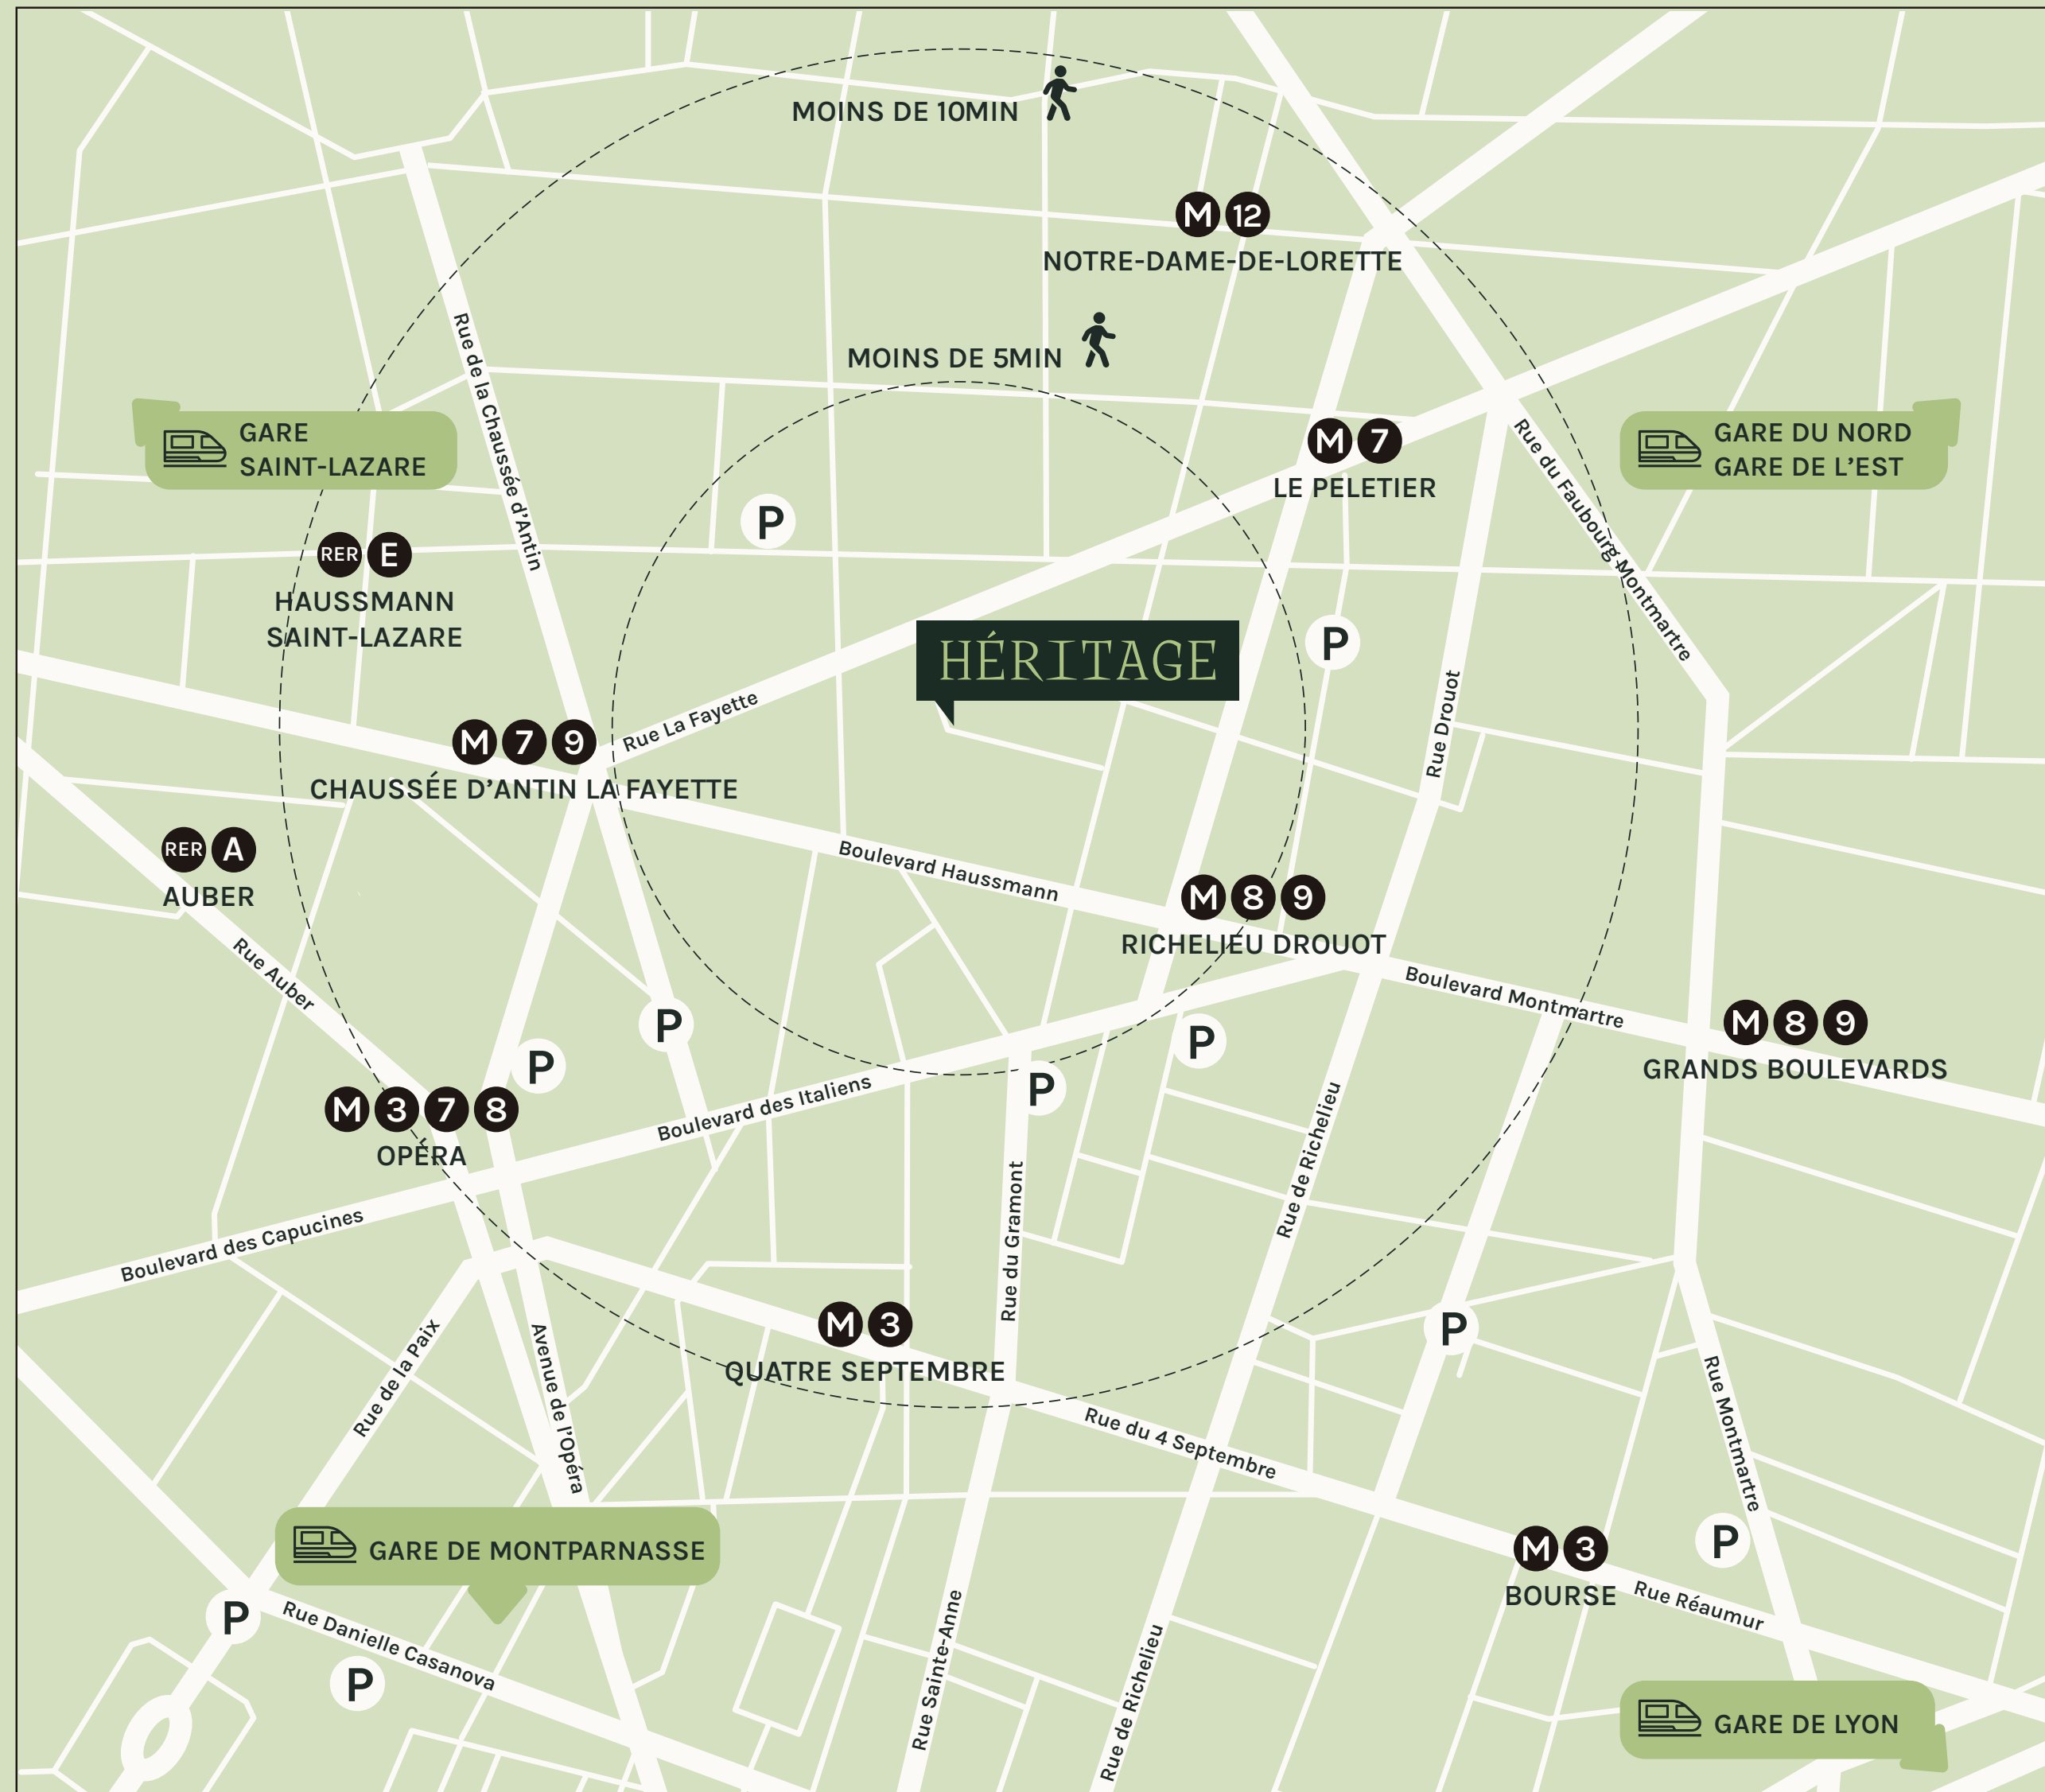 MOINS DE 10MIN
M 12
NOTRE-DAME-DE-LORETTE
MOINS DE 5MIN
Rue de la Chaussée d'Antin
GARE
SAINT-LAZARE
M 7
LE PELETIER
GARE DU NORD
GARE DE L'EST
Rue du Faubourg Montmartre
P
RER E
HAUSSMANN
SAINT-LAZARE
P
HÉRITAGE
Rue La Fayette
Rue Drouot
M 7 9
CHAUSSÉE D'ANTIN LA FAYETTE
RER A
AUBER
Boulevard Haussmann
M 8 9
RICHELIEU DROUOT
Rue Auber
Boulevard Montmartre
M 8 9
GRANDS BOULEVARDS
P
P
P
P
M 3 7 8
OPÉRA
Boulevard des Italiens
Rue de Richelieu
Rue du Gramont
Boulevard des Capucines
M 3
QUATRE SEPTEMBRE
P
Rue de la Paix
Avenue de l'Opéra
Rue du 4 Septembre
Rue Montmartre
GARE DE MONTPARNASSE
M 3
BOURSE
P
Rue Réaumur
P
Rue Danielle Casanova
P
Rue Sainte-Anne
Rue de Richelieu
GARE DE LYON